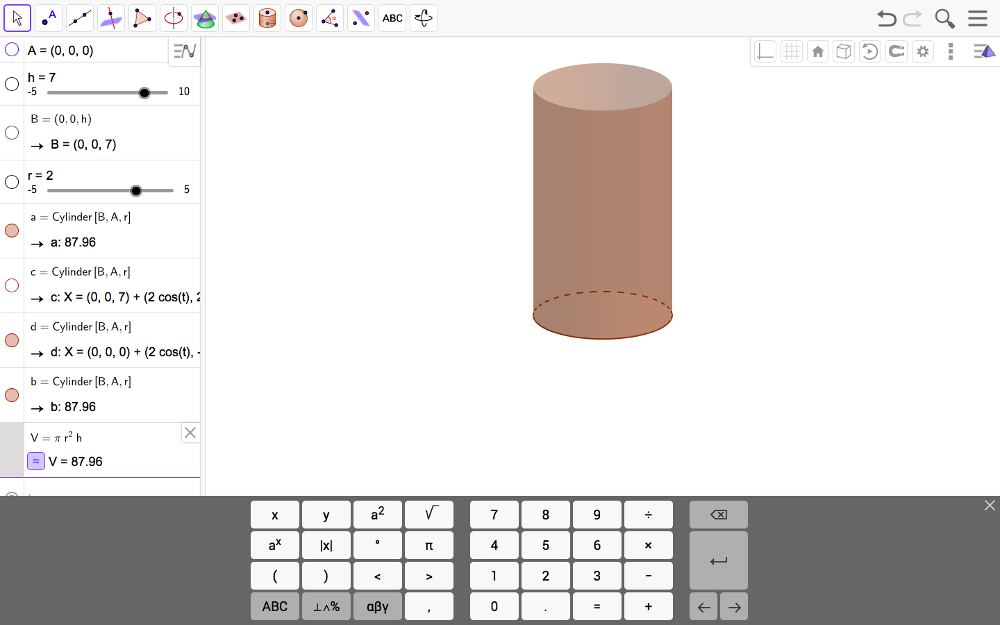 A
α
ABC
A = (0, 0, 0)
h = 7
-5 10
B = (0, 0, h)
→ B = (0, 0, 7)
r = 2
-5 5
a = Cylinder [B, A, r]
→ a: 87.96
c = Cylinder [B, A, r]
→ c: X = (0, 0, 7) + (2 cos(t), 2
d = Cylinder [B, A, r]
→ d: X = (0, 0, 0) + (2 cos(t), -
b = Cylinder [B, A, r]
→ b: 87.96
V = π r² h
≈ V = 87.96
x y a² √ 7 8 9 ÷
aˣ |x| ° π 4 5 6 ×
( ) < > 1 2 3 −
ABC ⊥∧% αβγ , 0 . = +